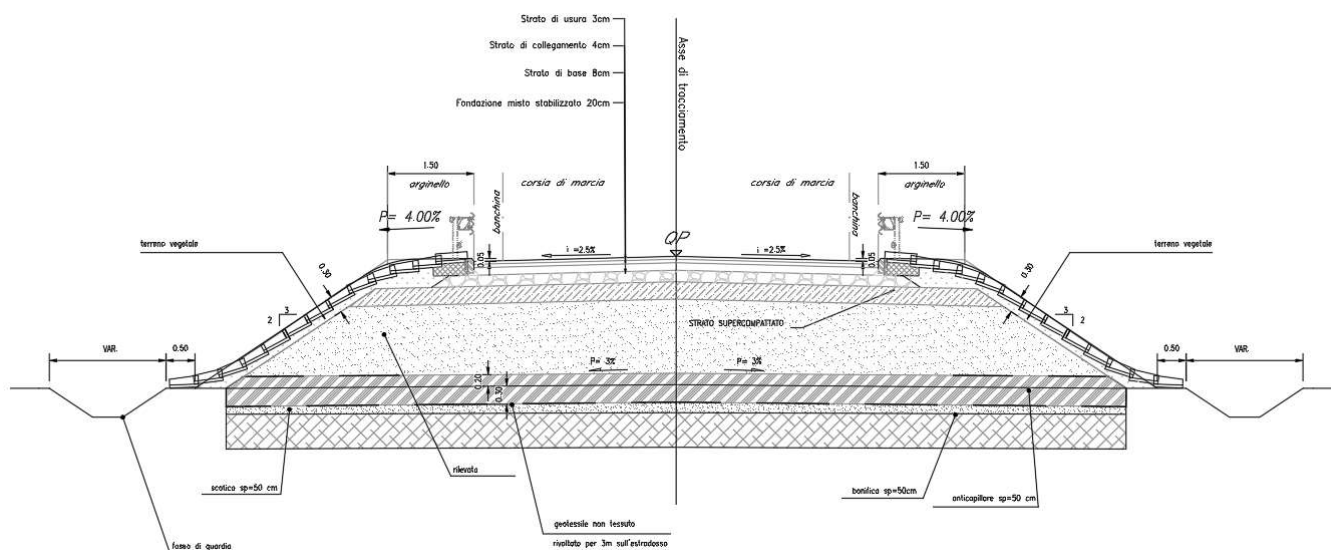 Strato di usura 3cm
Strato di collegamento 4cm
Strato di base 8cm
Fondazione misto stabilizzato 20cm
Asse di tracciamento
1.50
arginello
banchina
corsia di marcia
corsia di marcia
banchina
1.50
arginello
P= 4.00%
P= 4.00%
QP
terreno vegetale
terreno vegetale
0.05
i =2.5%
i =2.5%
0.05
0.30
0.30
3
2
3
2
STRATO SUPERCOMPATTATO
VAR.
0.50
0.50
VAR.
P= 3%
P= 3%
0.20
0.30
rilevato
scotico sp=50 cm
bonifica sp=50cm
anticapillare sp=50 cm
geotessile non tessuto
rivoltato per 3m sull'estradosso
fosso di guardia